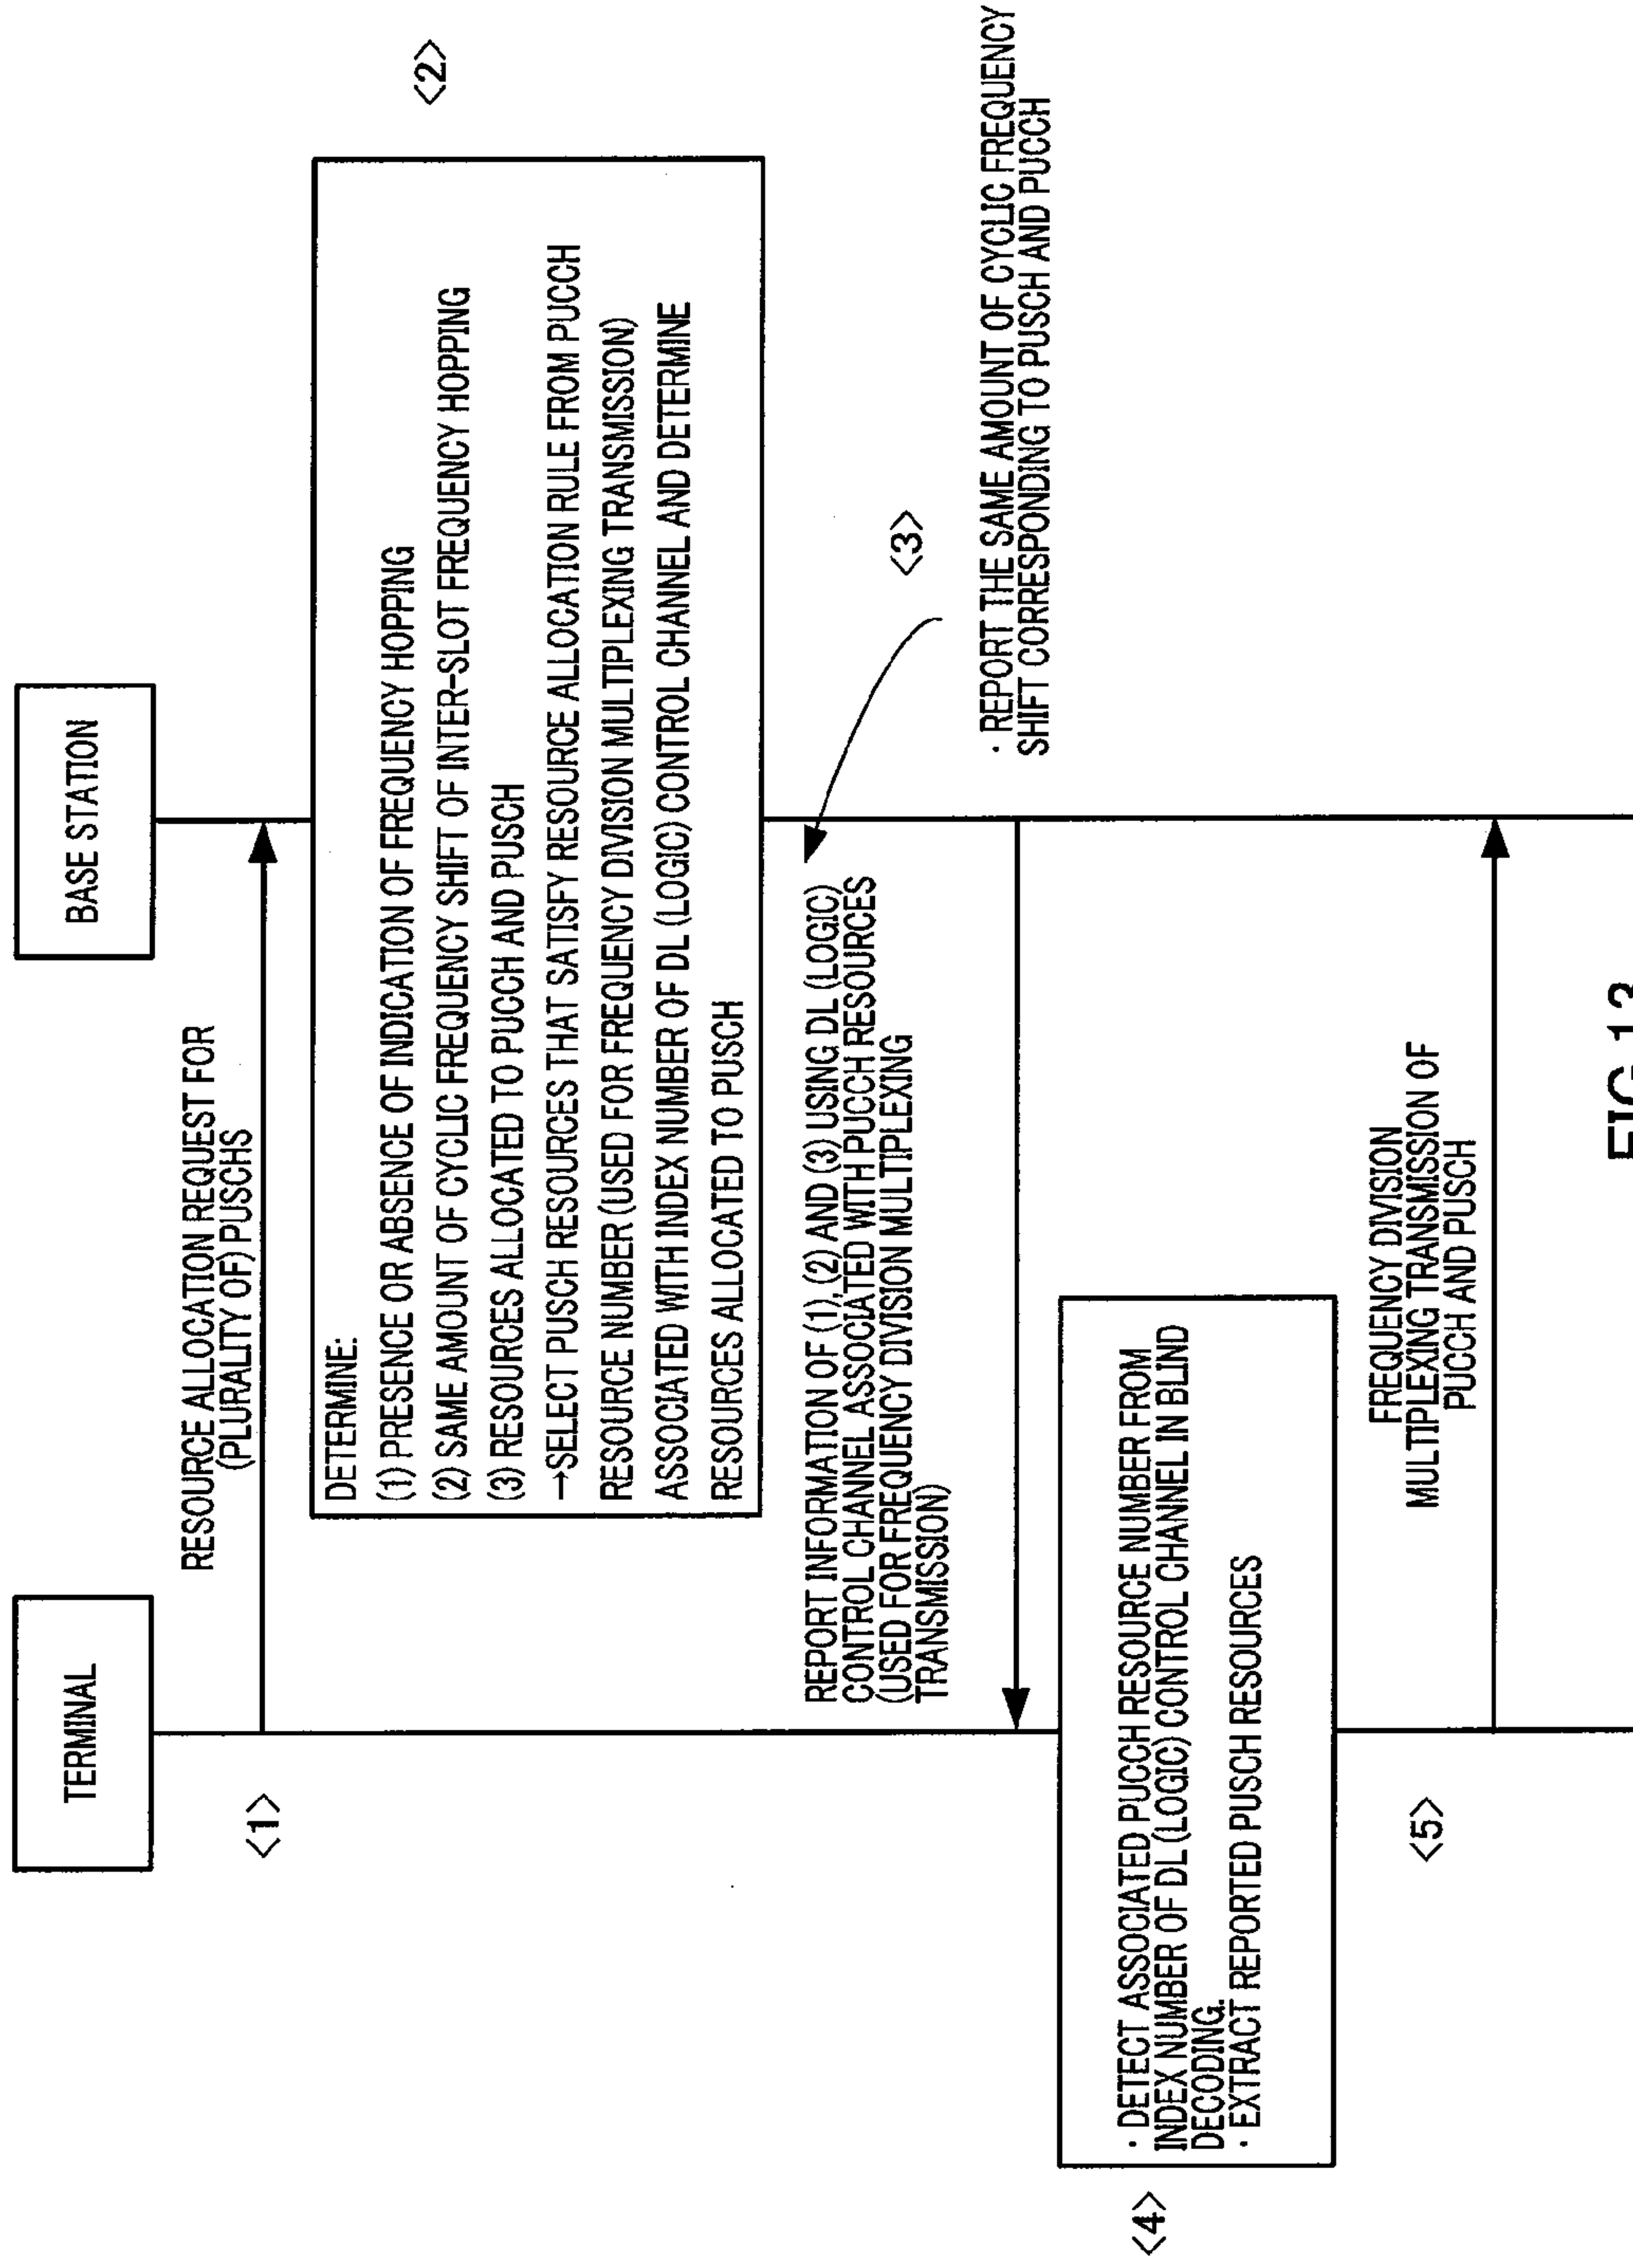 TERMINAL
BASE STATION
<1>
RESOURCE ALLOCATION REQUEST FOR
(PLURALITY OF) PUSCHS
<2>
DETERMINE:
(1) PRESENCE OR ABSENCE OF INDICATION OF FREQUENCY HOPPING
(2) SAME AMOUNT OF CYCLIC FREQUENCY SHIFT OF INTER-SLOT FREQUENCY HOPPING
(3) RESOURCES ALLOCATED TO PUCCH AND PUSCH
→SELECT PUSCH RESOURCES THAT SATISFY RESOURCE ALLOCATION RULE FROM PUCCH
RESOURCE NUMBER (USED FOR FREQUENCY DIVISION MULTIPLEXING TRANSMISSION)
ASSOCIATED WITH INDEX NUMBER OF DL (LOGIC) CONTROL CHANNEL AND DETERMINE
RESOURCES ALLOCATED TO PUSCH
REPORT INFORMATION OF (1), (2) AND (3) USING DL (LOGIC)
CONTROL CHANNEL ASSOCIATED WITH PUCCH RESOURCES
(USED FOR FREQUENCY DIVISION MULTIPLEXING
TRANSMISSION)
<3>
· REPORT THE SAME AMOUNT OF CYCLIC FREQUENCY
SHIFT CORRESPONDING TO PUSCH AND PUCCH
<4>
· DETECT ASSOCIATED PUCCH RESOURCE NUMBER FROM
INDEX NUMBER OF DL (LOGIC) CONTROL CHANNEL IN BLIND
DECODING.
· EXTRACT REPORTED PUSCH RESOURCES
<5>
FREQUENCY DIVISION
MULTIPLEXING TRANSMISSION OF
PUCCH AND PUSCH
FIG.13